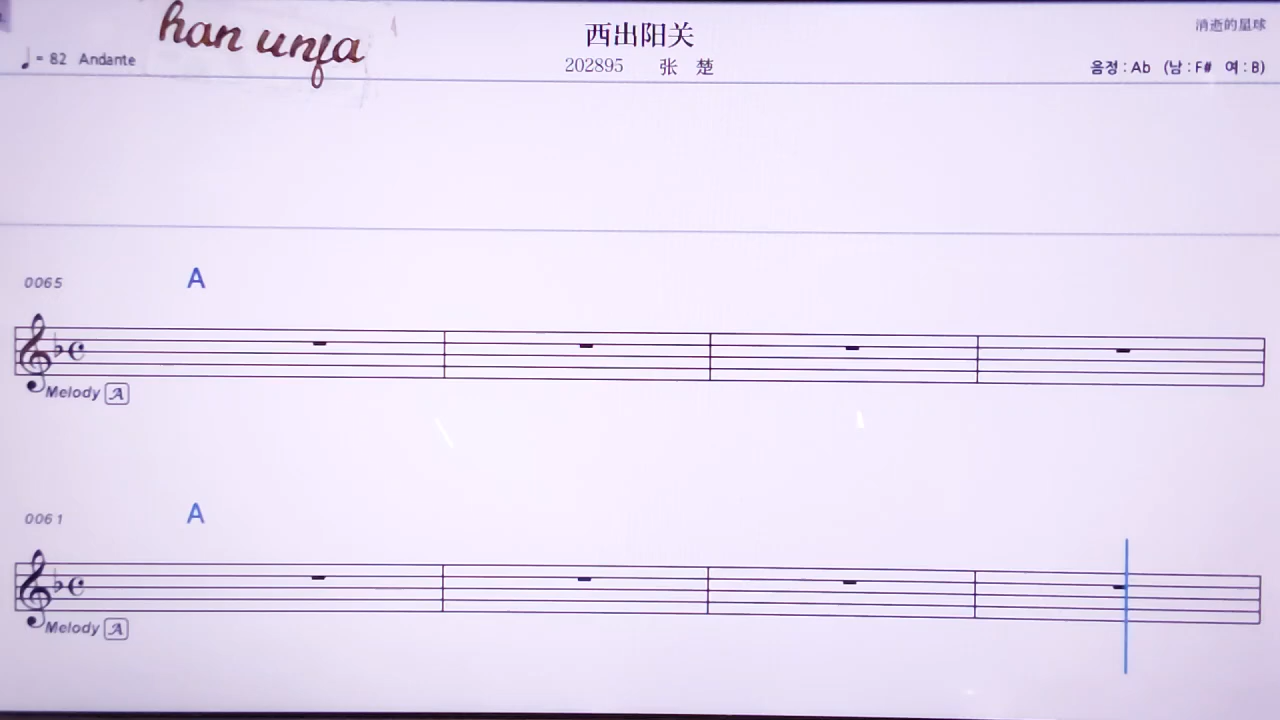 han unfa
西出阳关
消逝的星球
♩ = 82 Andante
202895 张 楚
음정 : Ab (남 : F# 여 : B)
0065 A
Melody A
0061 A
Melody A